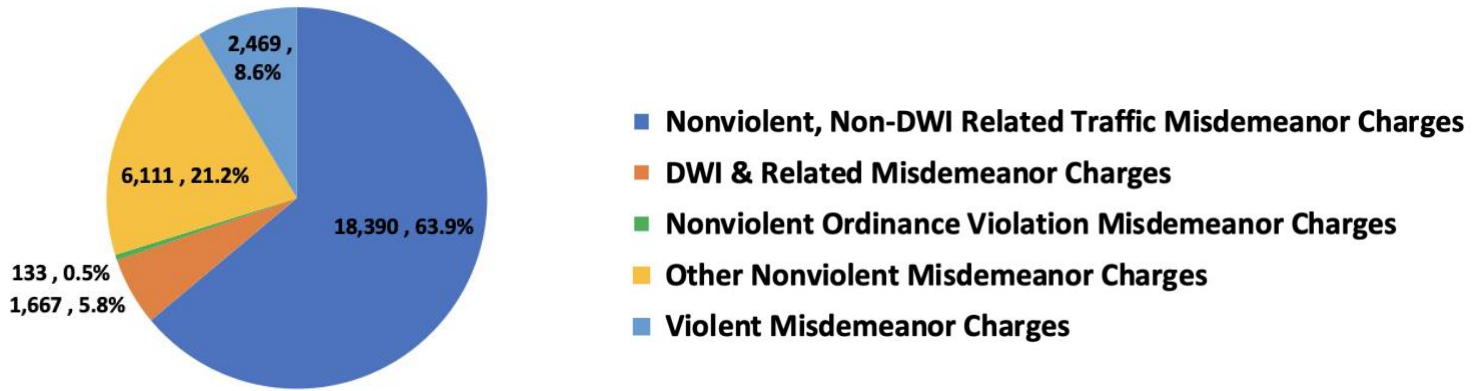 2,469 ,
8.6%
6,111 , 21.2%
18,390 , 63.9%
133 , 0.5%
1,667 , 5.8%
Nonviolent, Non-DWI Related Traffic Misdemeanor Charges
DWI & Related Misdemeanor Charges
Nonviolent Ordinance Violation Misdemeanor Charges
Other Nonviolent Misdemeanor Charges
Violent Misdemeanor Charges